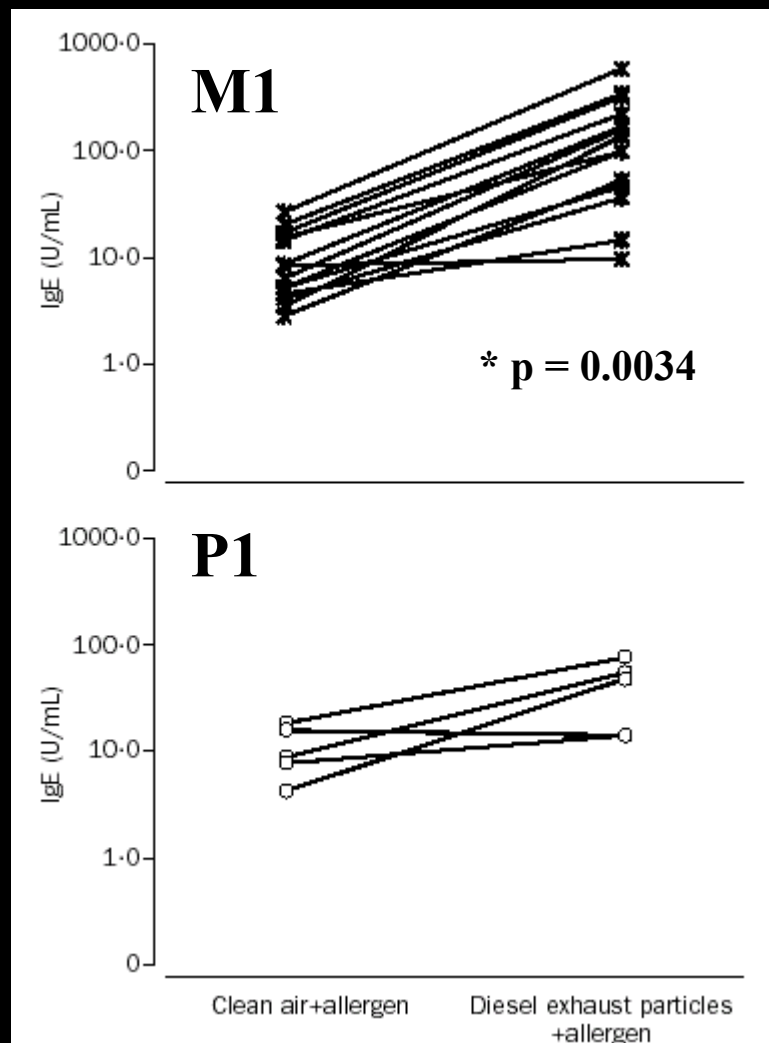 M1
1000·0
100·0
10·0
1·0
0
IgE (U/mL)
* p = 0.0034
P1
1000·0
100·0
10·0
1·0
0
IgE (U/mL)
Clean air+allergen
Diesel exhaust particles
+allergen